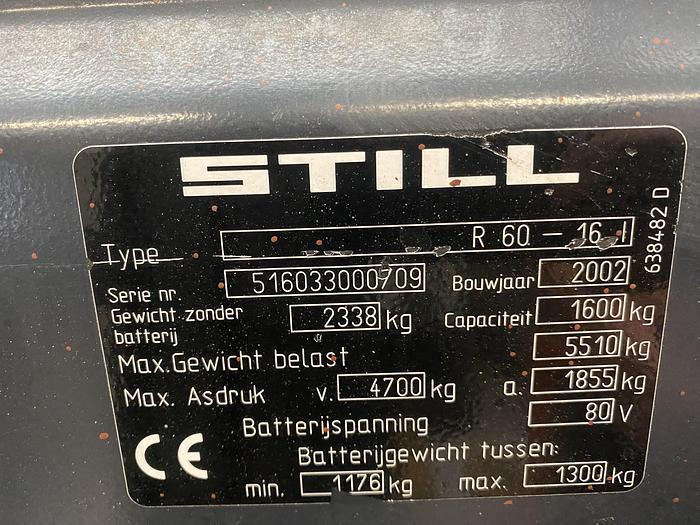 STILL
Type R 60 - 16 I
Serie nr. 516033000709 Bouwjaar 2002
Gewicht zonder batterij 2338 kg Capaciteit 1600 kg
Max. Gewicht belast 5510 kg
Max. Asdruk v. 4700 kg a. 1855 kg
Batterijspanning 80 V
Batterijgewicht tussen:
min. 1176 kg max. 1300 kg
CE
638482 D